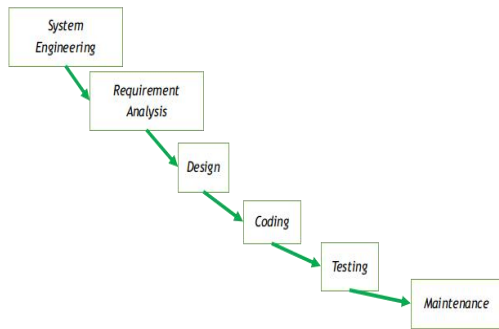 System
Engineering
Requirement
Analysis
Design
Coding
Testing
Maintenance